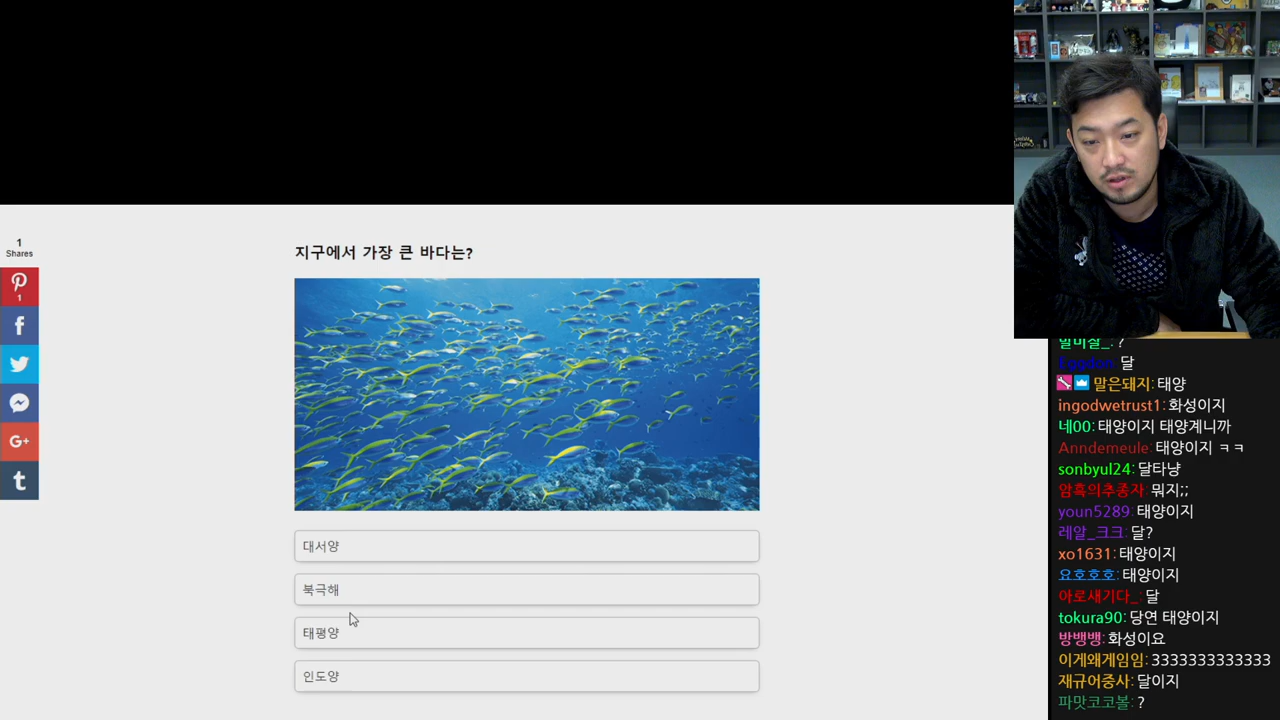 1
Shares
1
f
G+
t
지구에서 가장 큰 바다는?
대서양
북극해
태평양
인도양
?
달
말은돼지: 태양
ingodwetrust1: 화성이지
네00: 태양이지 태양계니까
Anndemeule: 태양이지 ㅋㅋ
sonbyul24: 달타냥
암흑의추종자: 뭐지;;
youn5289: 태양이지
레알_크크: 달?
xo1631: 태양이지
요호호호: 태양이지
아로새기다_: 달
tokura90: 당연 태양이지
방뱅뱅: 화성이요
이게왜게임임: 3333333333333
재규어중사: 달이지
파맛코코볼: ?